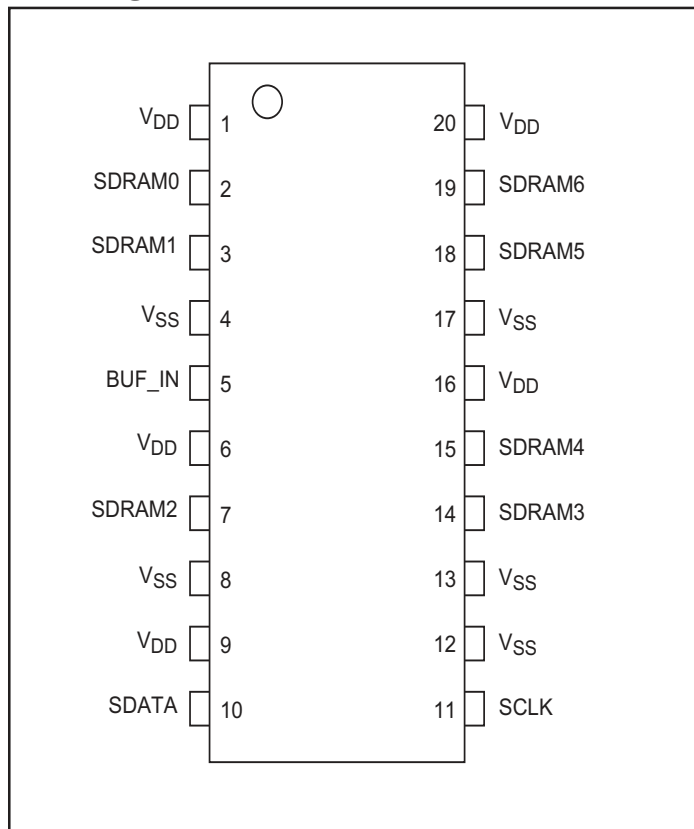 VDD 1 20 VDD
SDRAM0 2 19 SDRAM6
SDRAM1 3 18 SDRAM5
VSS 4 17 VSS
BUF_IN 5 16 VDD
VDD 6 15 SDRAM4
SDRAM2 7 14 SDRAM3
VSS 8 13 VSS
VDD 9 12 VSS
SDATA 10 11 SCLK